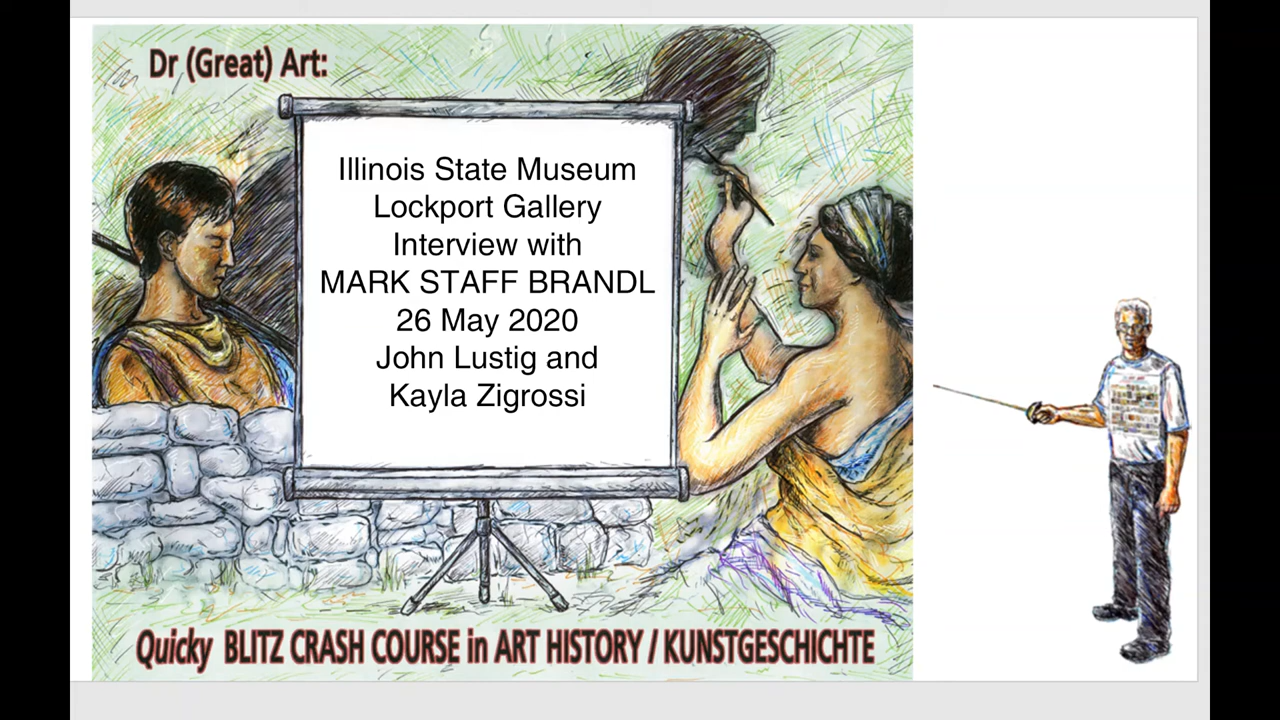 Dr (Great) Art:
Illinois State Museum
Lockport Gallery
Interview with
MARK STAFF BRANDL
26 May 2020
John Lustig and
Kayla Zigrossi
Quicky BLITZ CRASH COURSE in ART HISTORY / KUNSTGESCHICHTE